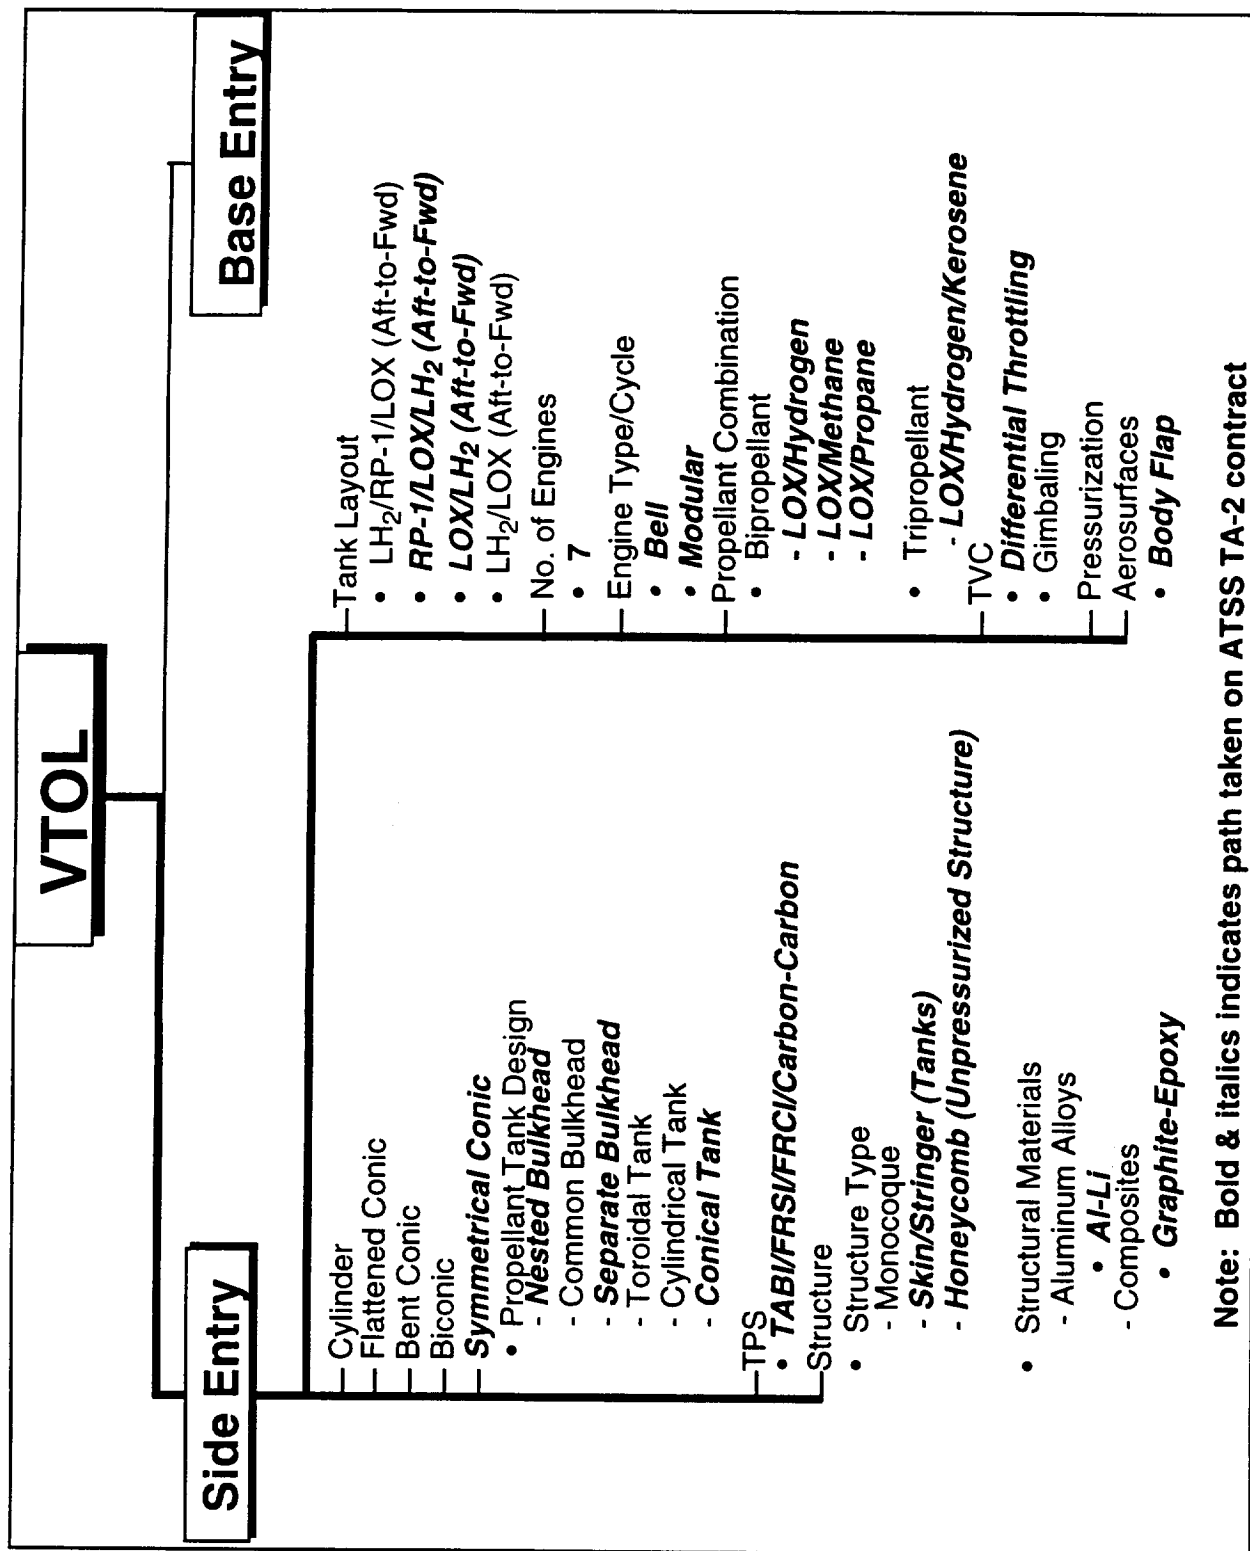 VTOL
Side Entry
Base Entry
Cylinder
Flattened Conic
Bent Conic
Biconic
Symmetrical Conic
• Propellant Tank Design
- Nested Bulkhead
- Common Bulkhead
- Separate Bulkhead
- Toroidal Tank
- Cylindrical Tank
- Conical Tank
TPS
• TABI/FRSI/FRCI/Carbon-Carbon
Structure
• Structure Type
- Monocoque
- Skin/Stringer (Tanks)
- Honeycomb (Unpressurized Structure)
• Structural Materials
- Aluminum Alloys
• Al-Li
- Composites
• Graphite-Epoxy
Tank Layout
• LH2/RP-1/LOX (Aft-to-Fwd)
• RP-1/LOX/LH2 (Aft-to-Fwd)
• LOX/LH2 (Aft-to-Fwd)
• LH2/LOX (Aft-to-Fwd)
No. of Engines
• 7
Engine Type/Cycle
• Bell
• Modular
Propellant Combination
• Bipropellant
- LOX/Hydrogen
- LOX/Methane
- LOX/Propane
• Tripropellant
- LOX/Hydrogen/Kerosene
TVC
• Differential Throttling
• Gimbaling
Pressurization
Aerosurfaces
• Body Flap
Note: Bold & italics indicates path taken on ATSS TA-2 contract